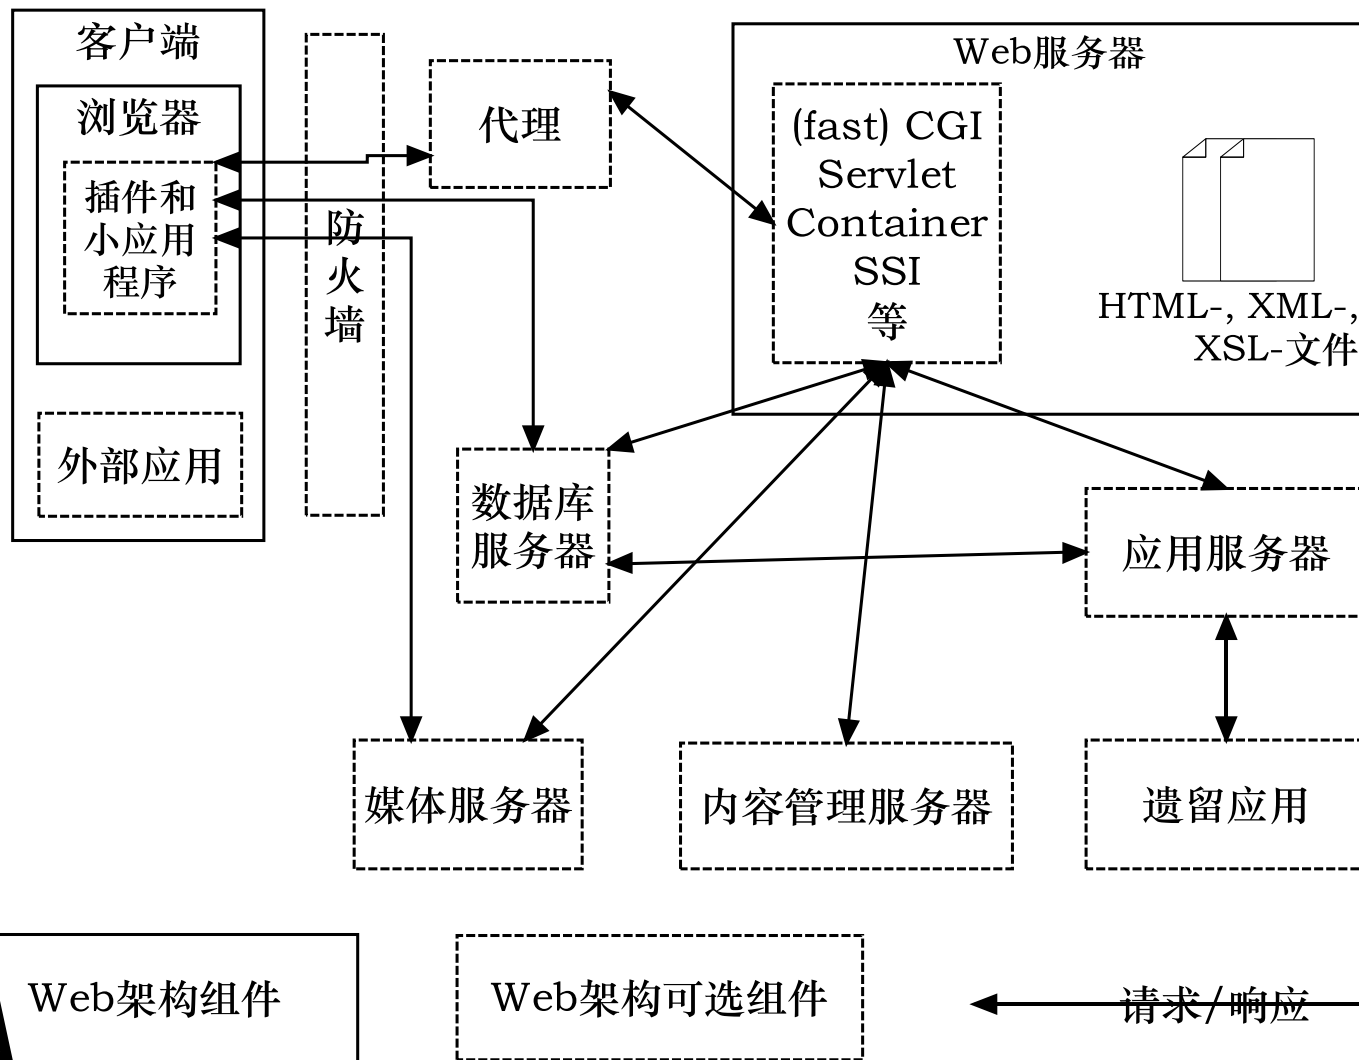 客户端
浏览器
插件和
小应用
程序
外部应用
防
火
墙
代理
Web服务器
(fast) CGI
Servlet
Container
SSI
等
HTML-, XML-,
XSL-文件
数据库
服务器
应用服务器
媒体服务器
内容管理服务器
遗留应用
Web架构组件
Web架构可选组件
请求/响应